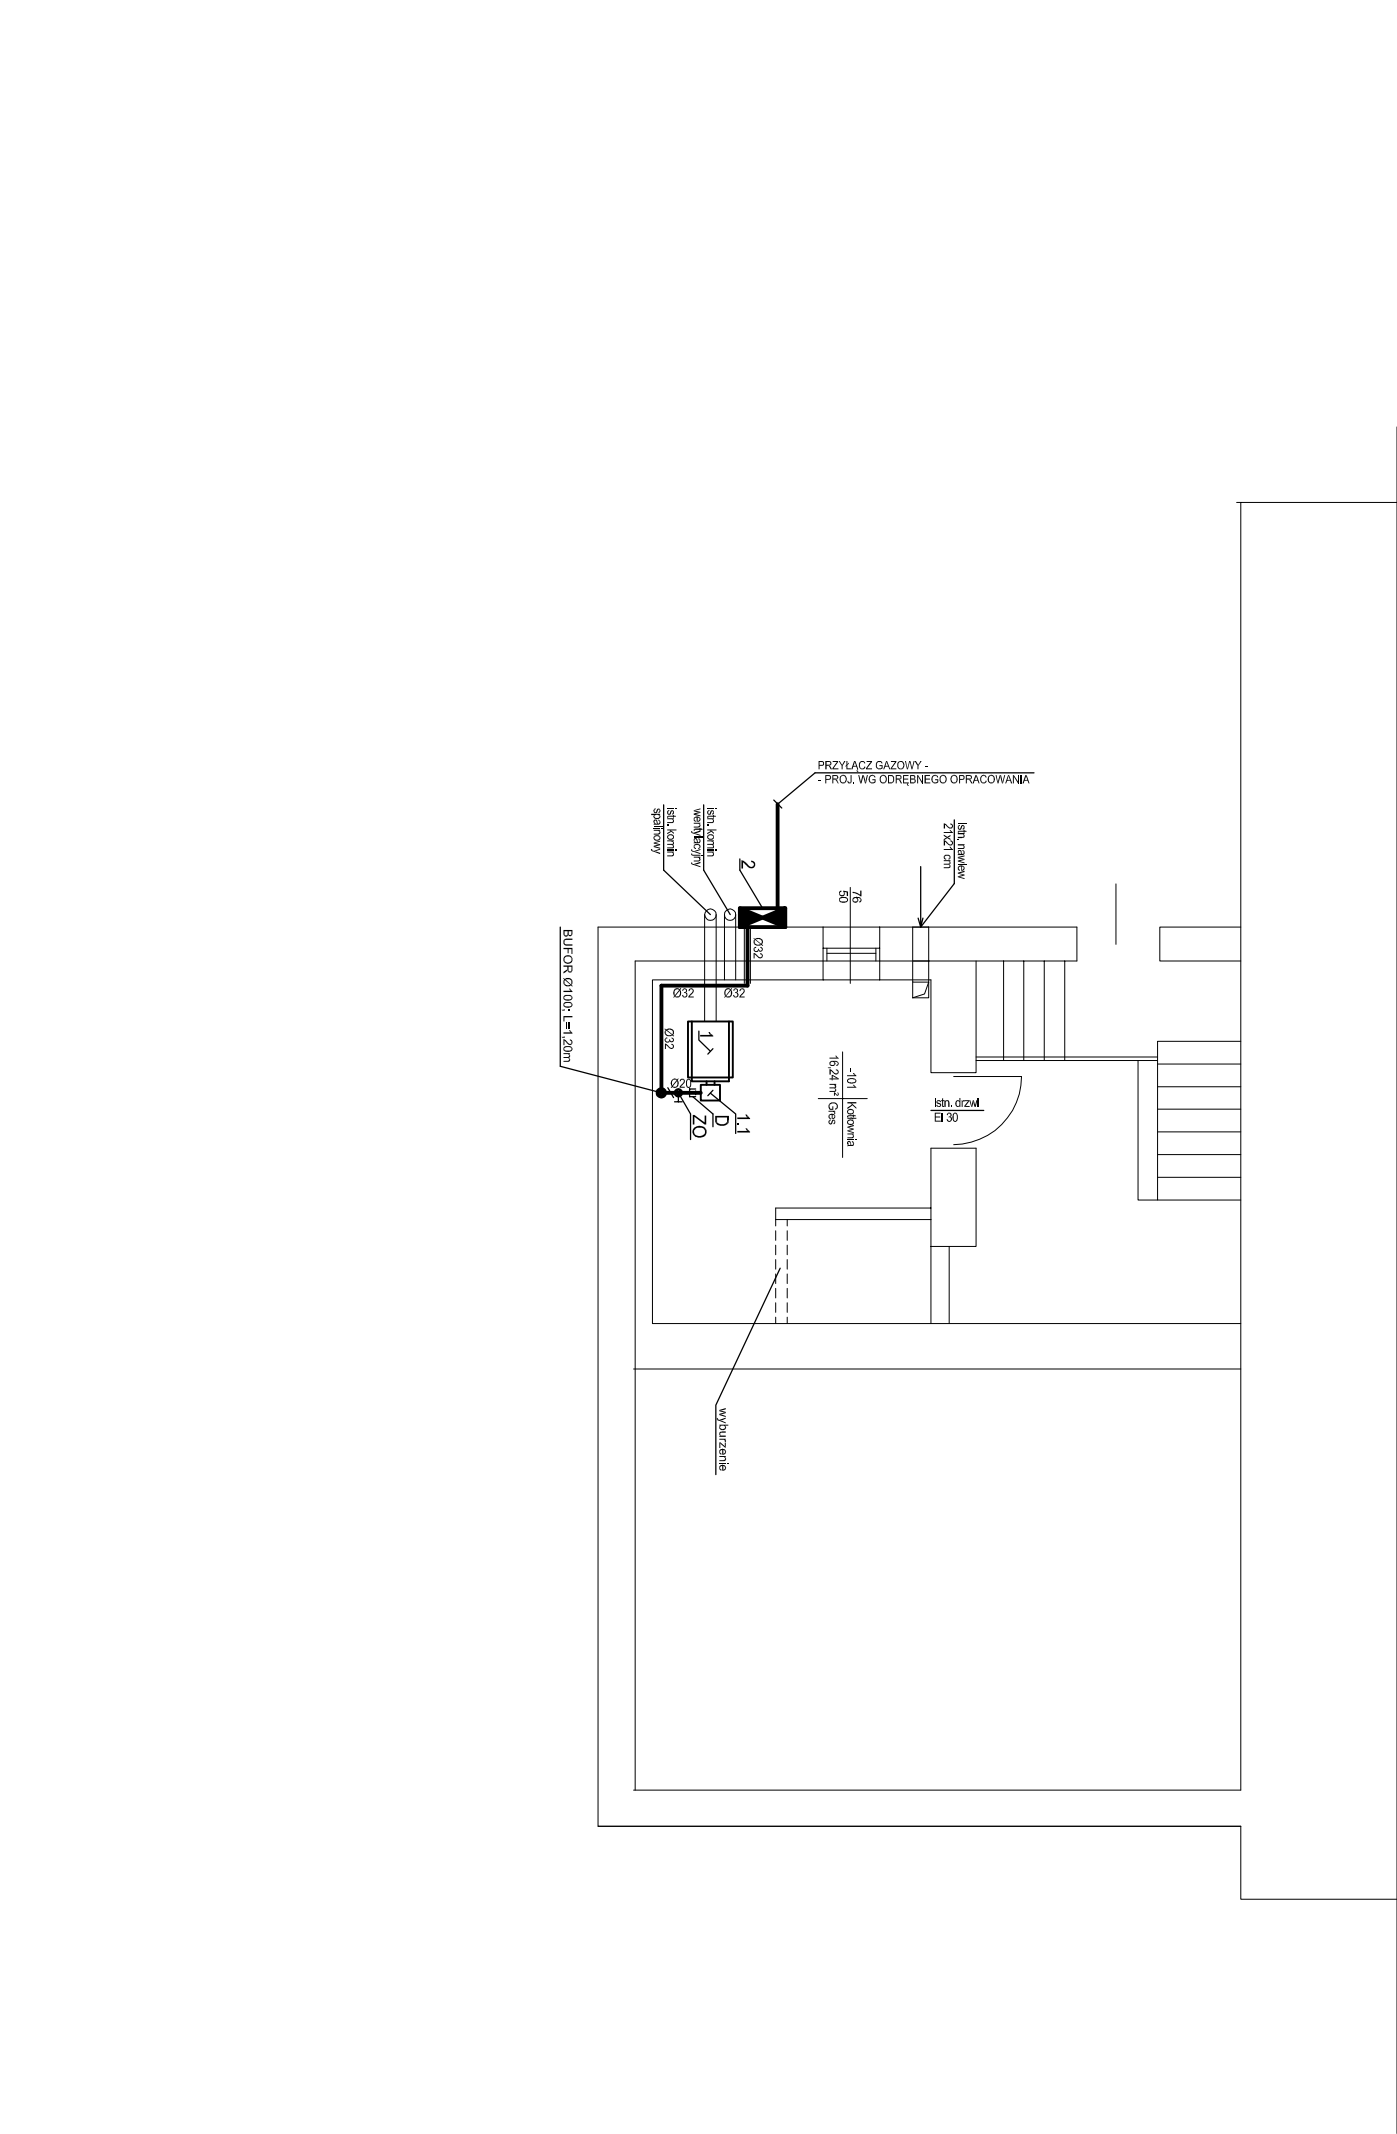 PRZYŁĄCZ GAZOWY -
- PROJ. WG ODRĘBNEGO OPRACOWANIA
Istn. nawiew
21x21 cm
istn. komin
wentylacyjny
istn. komin
spalinowy
2
76
50
Ø32
Ø32
Ø32
Ø32
BUFOR Ø100; L=1,20m
1
Ø20
1.1
D
ZO
-101 Kotłownia
16,24 m² Gres
Istn. drzwi
EI 30
wyburzenie